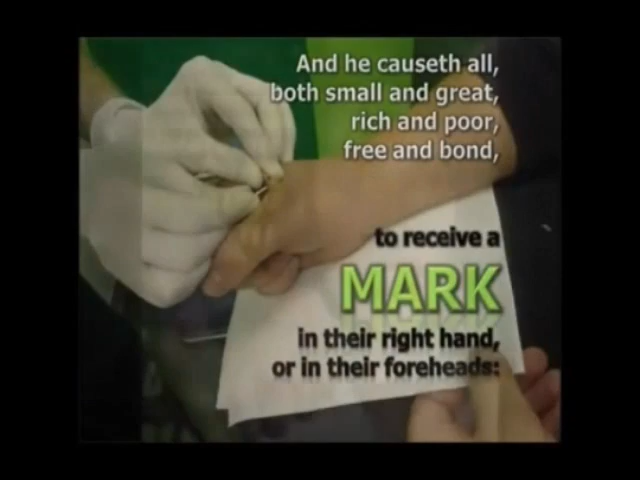 And he causeth all,
both small and great,
rich and poor,
free and bond,
to receive a
MARK
in their right hand,
or in their foreheads: